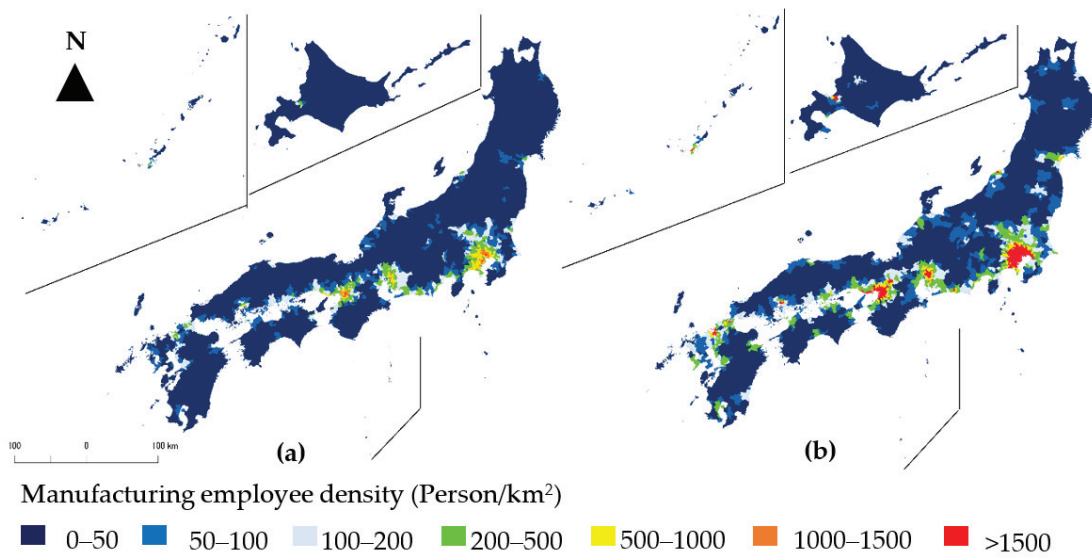 N
100 0 100 km
(a)
(b)
Manufacturing employee density (Person/km²)
0–50 50–100 100–200 200–500 500–1000 1000–1500 >1500